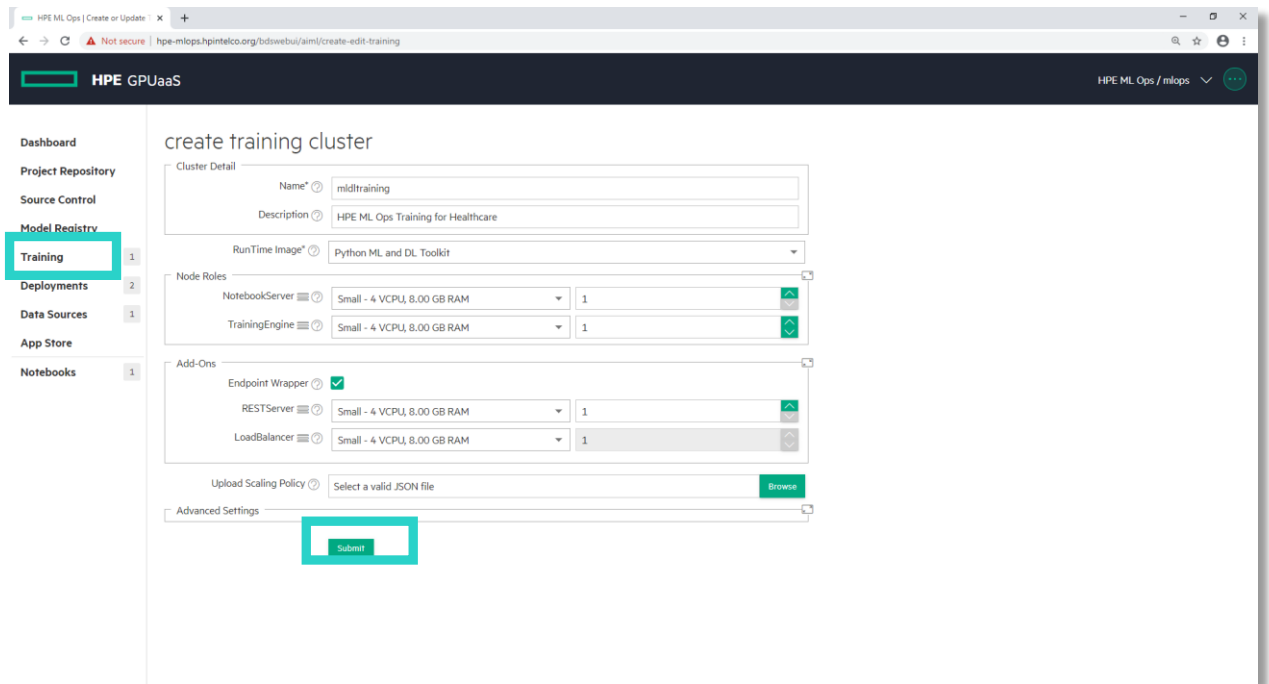 HPE ML Ops | Create or Update T
Not secure | hpe-mlops.hpintelco.org/bdswebui/aiml/create-edit-training
HPE GPUaaS
HPE ML Ops / mlops
Dashboard
Project Repository
Source Control
Model Registry
Training 1
Deployments 2
Data Sources 1
App Store
Notebooks 1
create training cluster
Cluster Detail
Name* mldltraining
Description HPE ML Ops Training for Healthcare
RunTime Image* Python ML and DL Toolkit
Node Roles
NotebookServer Small - 4 VCPU, 8.00 GB RAM 1
TrainingEngine Small - 4 VCPU, 8.00 GB RAM 1
Add-Ons
Endpoint Wrapper
RESTServer Small - 4 VCPU, 8.00 GB RAM 1
LoadBalancer Small - 4 VCPU, 8.00 GB RAM 1
Upload Scaling Policy Select a valid JSON file Browse
Advanced Settings
Submit